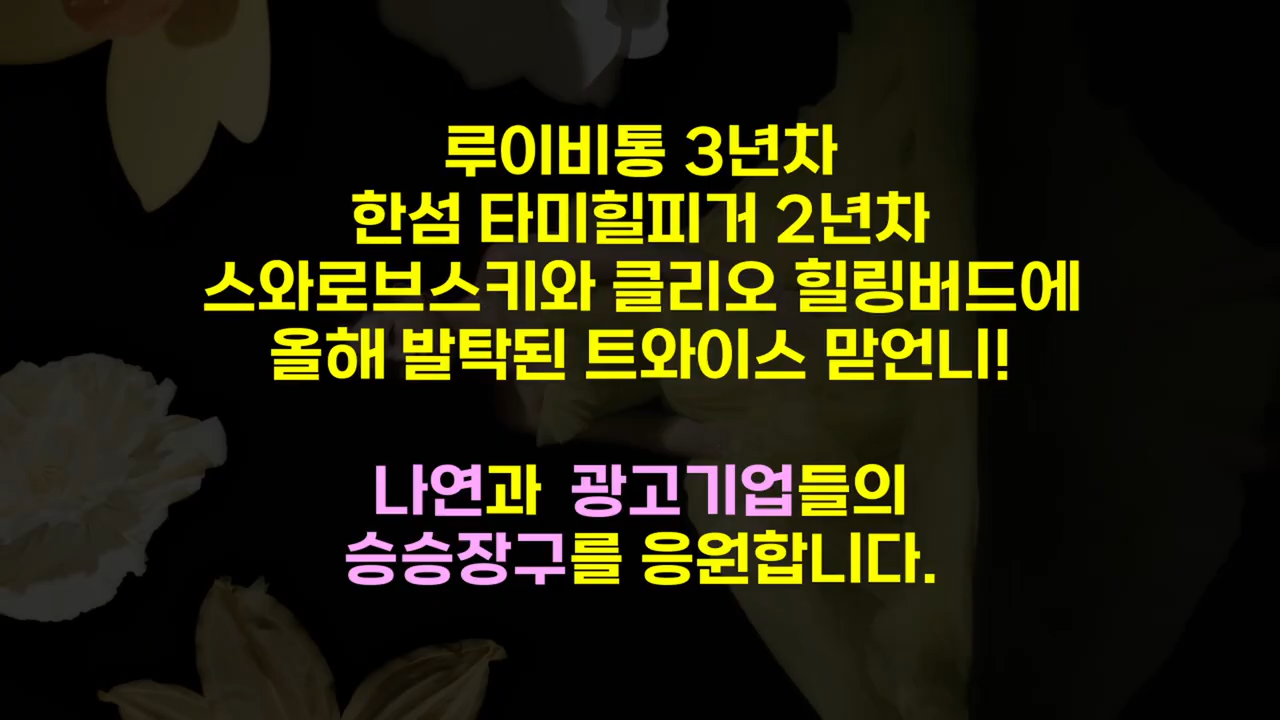 루이비통 3년차
한섬 타미힐피거 2년차
스와로브스키와 클리오 힐링버드에
올해 발탁된 트와이스 맏언니!
나연과 광고기업들의
승승장구를 응원합니다.